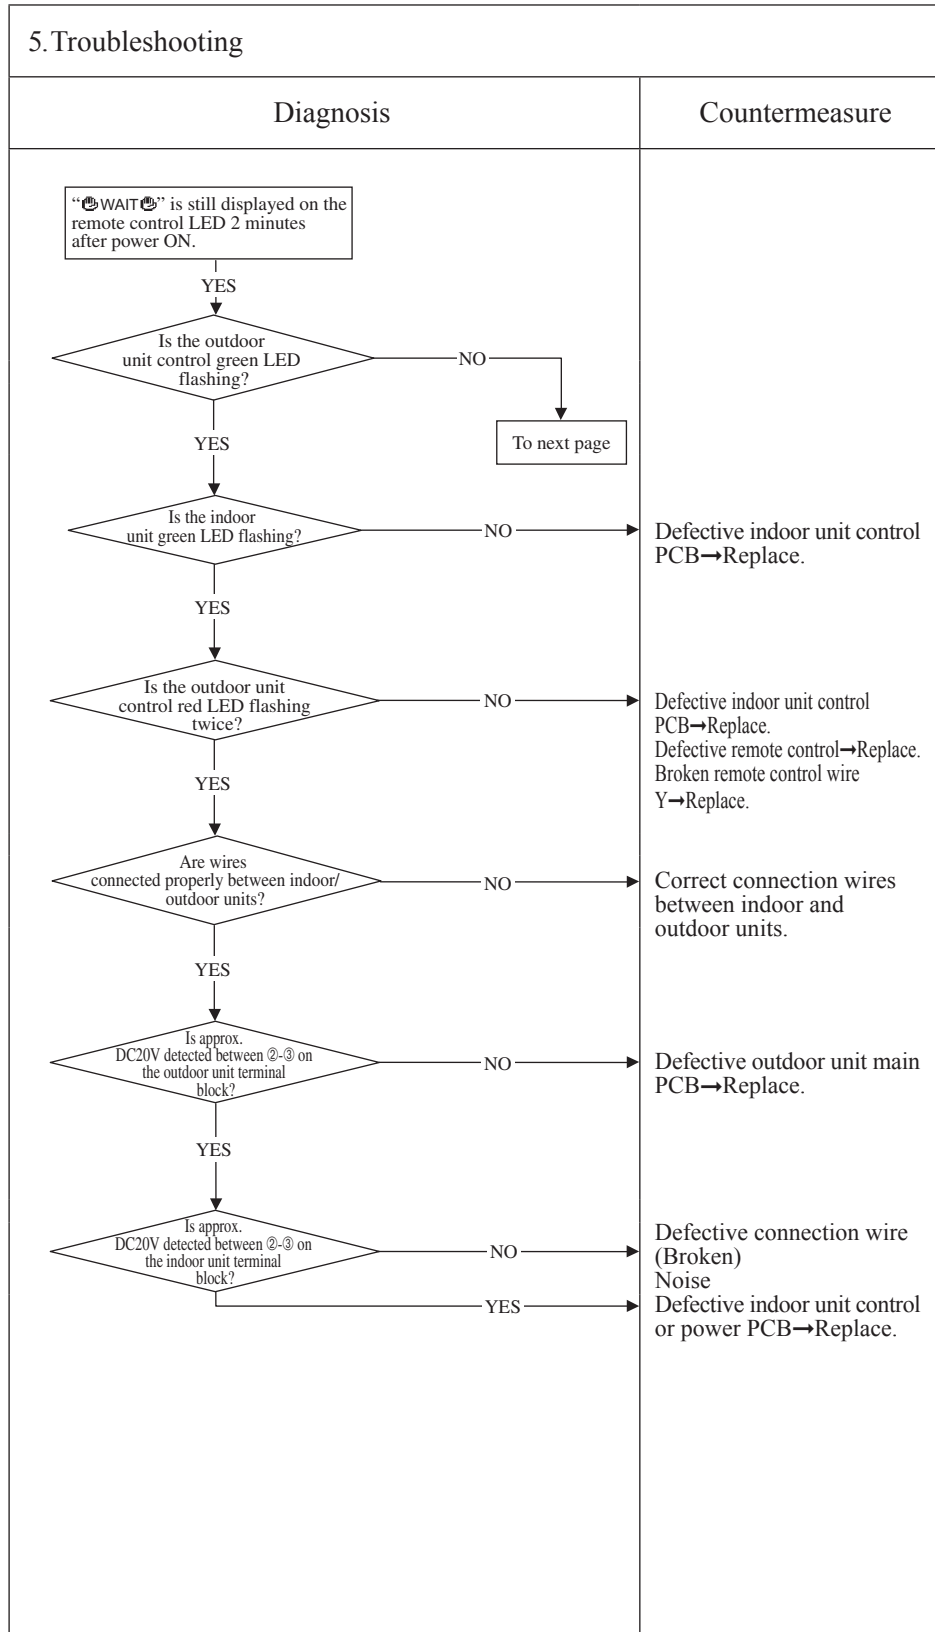 5.Troubleshooting
Diagnosis
Countermeasure
“WAIT” is still displayed on the
remote control LED 2 minutes
after power ON.
YES
Is the outdoor
unit control green LED
flashing?
NO
To next page
YES
Is the indoor
unit green LED flashing?
NO
Defective indoor unit control
PCB→Replace.
YES
Is the outdoor unit
control red LED flashing
twice?
NO
Defective indoor unit control
PCB→Replace.
Defective remote control→Replace.
Broken remote control wire
Y→Replace.
YES
Are wires
connected properly between indoor/
outdoor units?
NO
Correct connection wires
between indoor and
outdoor units.
YES
Is approx.
DC20V detected between ②-③ on
the outdoor unit terminal
block?
NO
Defective outdoor unit main
PCB→Replace.
YES
Is approx.
DC20V detected between ②-③ on
the indoor unit terminal
block?
NO
Defective connection wire
(Broken)
Noise
YES
Defective indoor unit control
or power PCB→Replace.